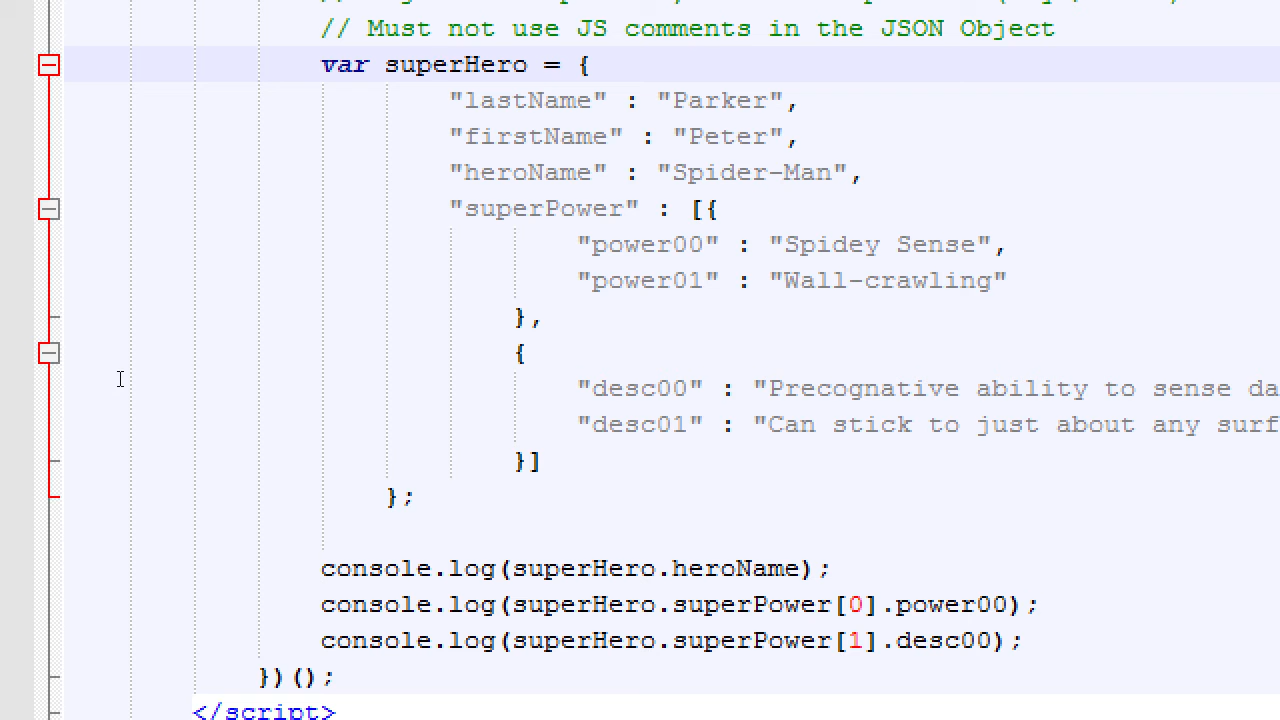 // Must not use JS comments in the JSON Object
var superHero = {
"lastName" : "Parker",
"firstName" : "Peter",
"heroName" : "Spider-Man",
"superPower" : [{
"power00" : "Spidey Sense",
"power01" : "Wall-crawling"
},
{
"desc00" : "Precognative ability to sense
"desc01" : "Can stick to just about any
}]
};
console.log(superHero.heroName);
console.log(superHero.superPower[0].power00);
console.log(superHero.superPower[1].desc00);
})();
</script>